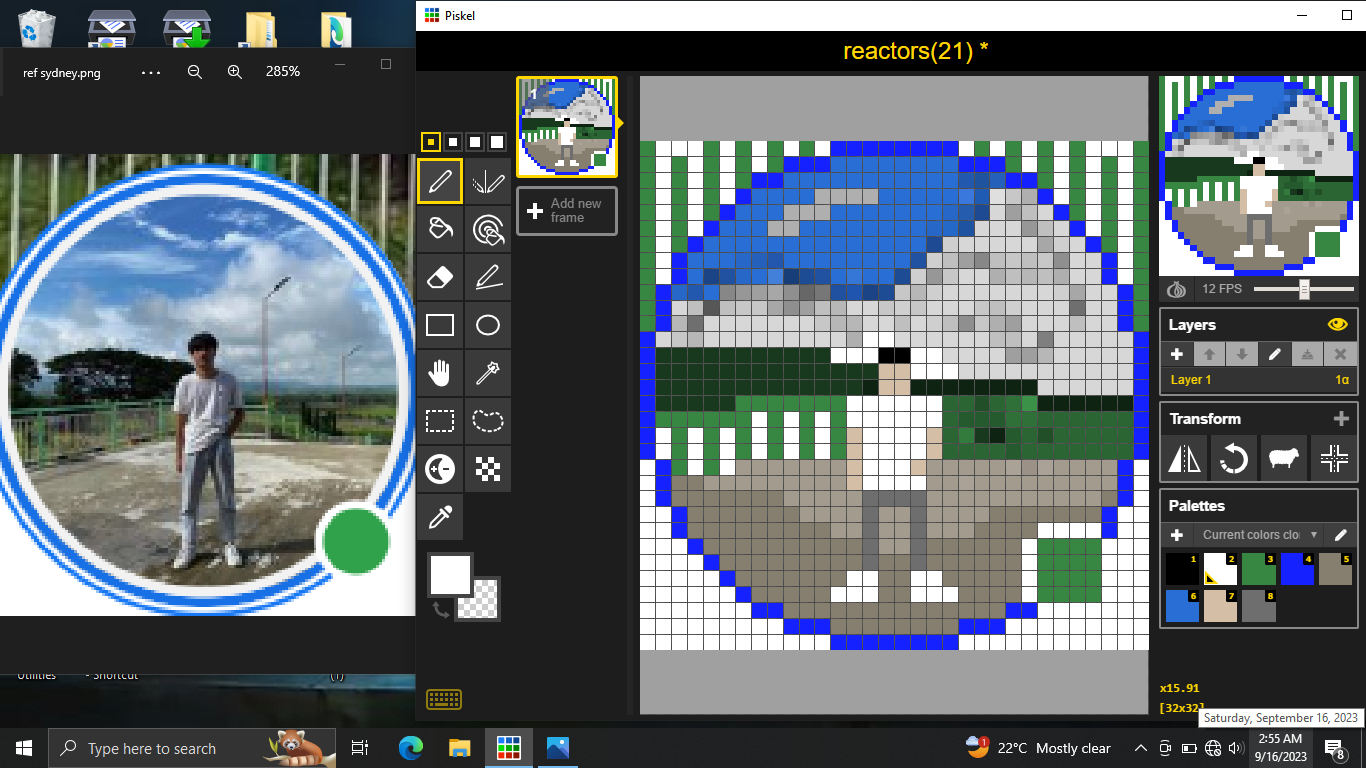 Piskel
reactors(21) *
ref sydney.png
285%
1
Add new
frame
12 FPS
Layers
Layer 1
1α
Transform
Palettes
Current colors clo
1
2
3
4
5
6
7
8
x15.91
[32x32]
Utilities
- Shortcut
(1)
Saturday, September 16, 2023
Type here to search
1
22°C Mostly clear
2:55 AM
9/16/2023
8